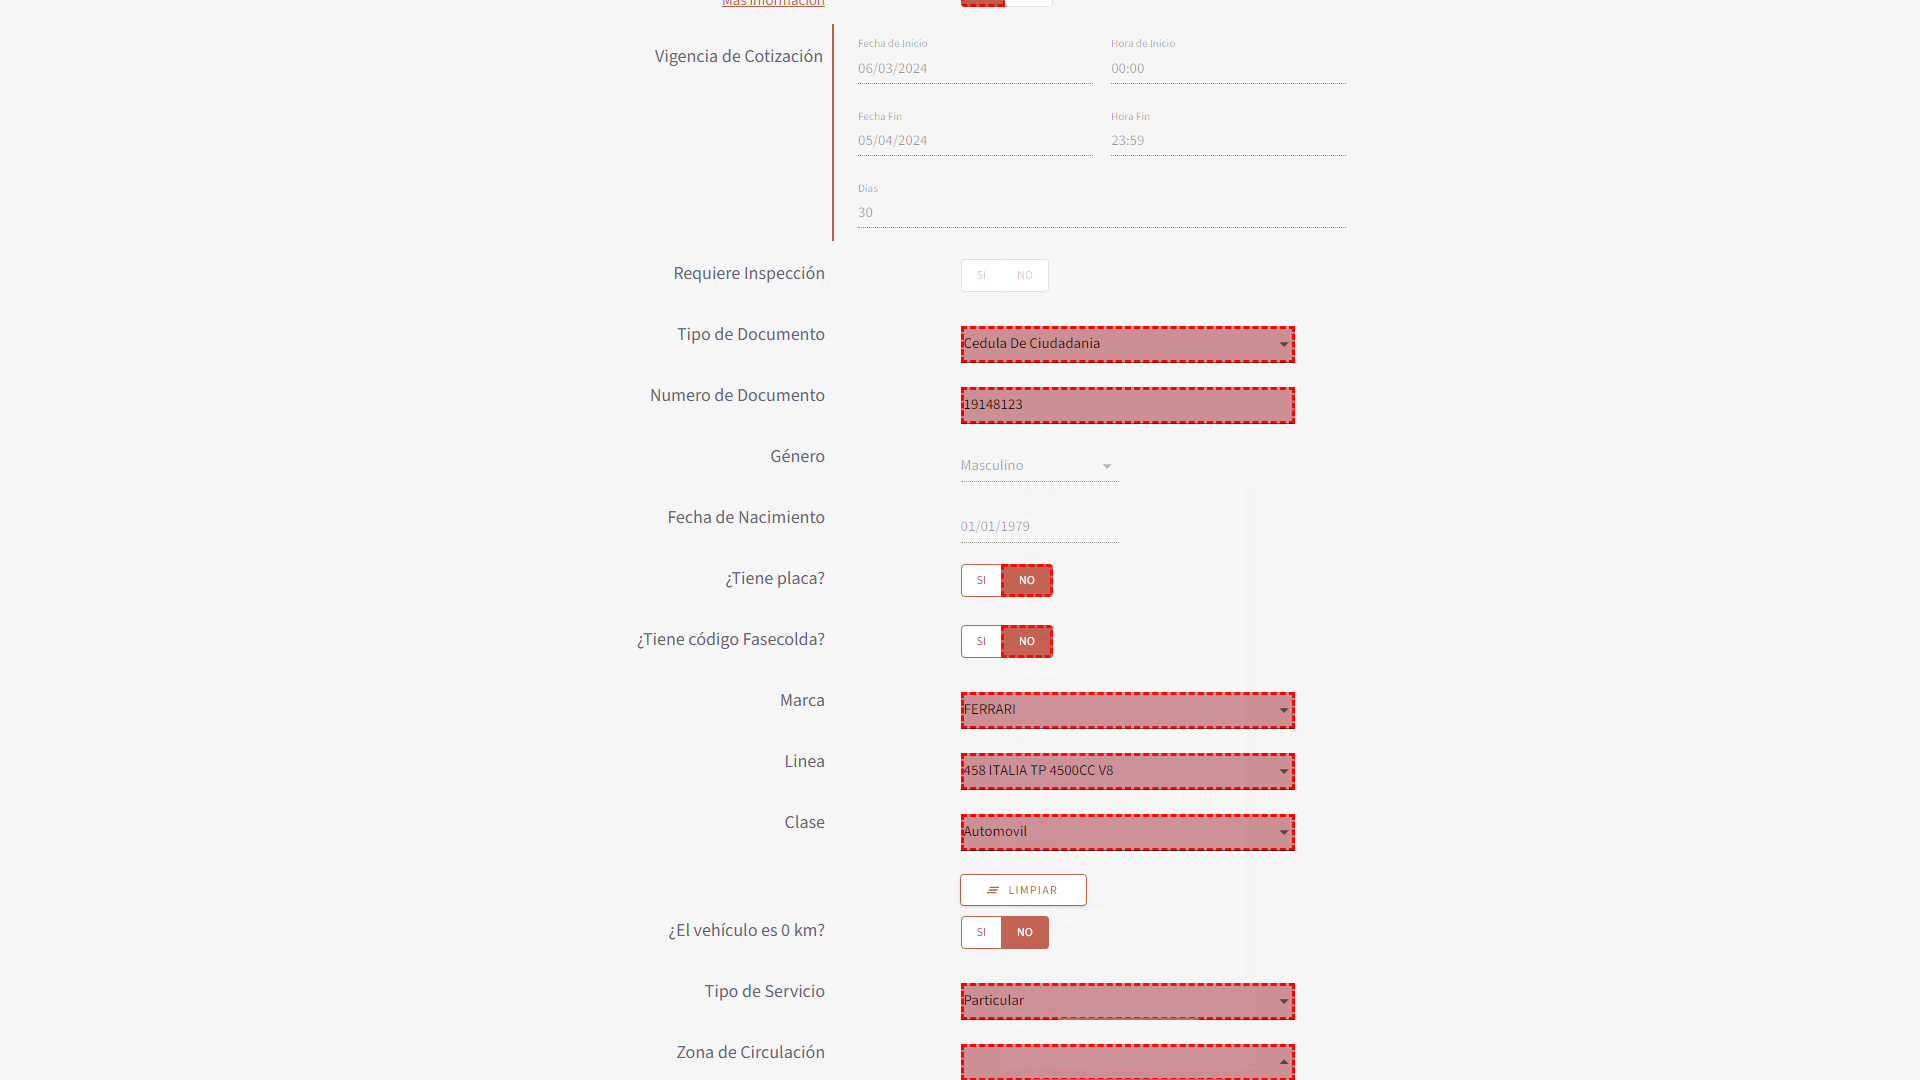 Más información
Vigencia de Cotización
Fecha de Inicio
Hora de Inicio
06/03/2024
00:00
Fecha Fin
Hora Fin
05/04/2024
23:59
Días
30
Requiere Inspección
SI NO
Tipo de Documento
Cedula De Ciudadania
Numero de Documento
19148123
Género
Masculino
Fecha de Nacimiento
01/01/1979
¿Tiene placa?
SI NO
¿Tiene código Fasecolda?
SI NO
Marca
FERRARI
Linea
458 ITALIA TP 4500CC V8
Clase
Automovil
LIMPIAR
¿El vehículo es 0 km?
SI NO
Tipo de Servicio
Particular
Zona de Circulación